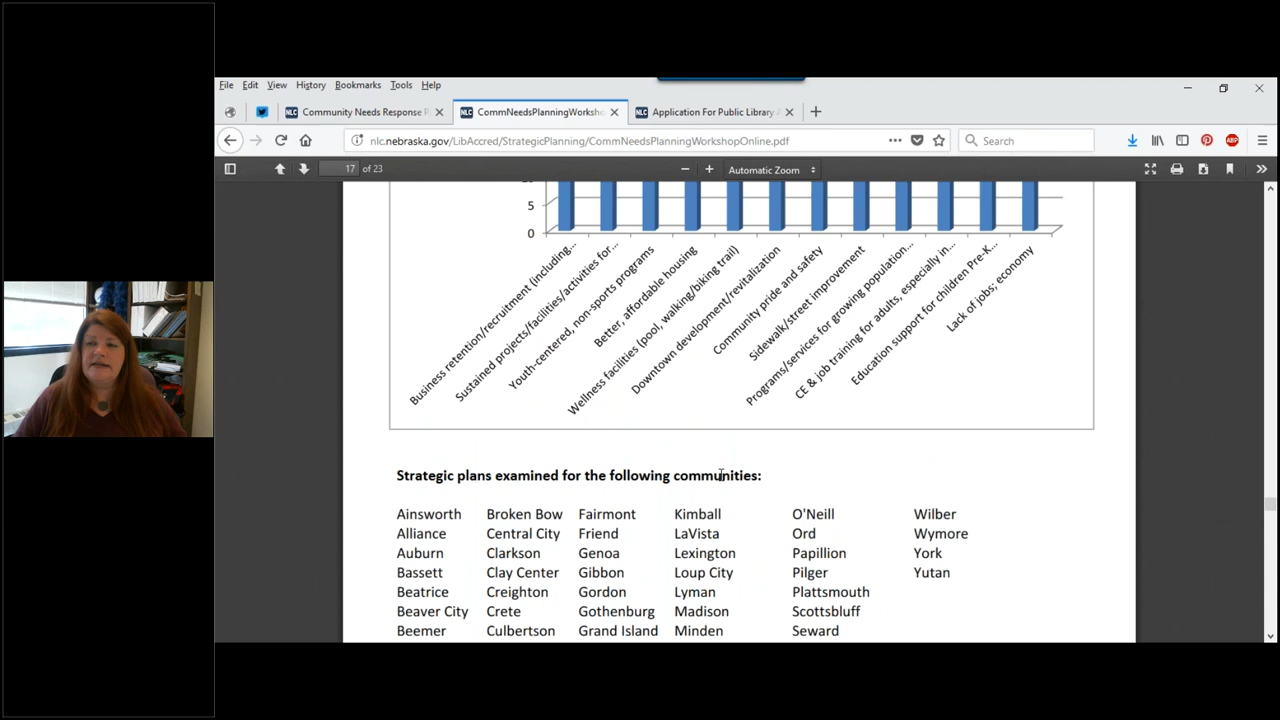 File Edit View History Bookmarks Tools Help
NLC Community Needs Response P
NLC CommNeedsPlanningWorksho
NLC Application For Public Library A
nlc.nebraska.gov/LibAccred/StrategicPlanning/CommNeedsPlanningWorkshopOnline.pdf
Search
ABP
17 of 23
Automatic Zoom
5
0
Business retention/recruitment (including...
Sustained projects/facilities/activities for...
Youth-centered, non-sports programs
Better, affordable housing
Wellness facilities (pool, walking/biking trail)
Downtown development/revitalization
Community pride and safety
Sidewalk/street improvement
Programs/services for growing population...
CE & job training for adults, especially in...
Education support for children Pre-K...
Lack of jobs; economy
Strategic plans examined for the following communities:
Ainsworth Broken Bow Fairmont Kimball O'Neill Wilber
Alliance Central City Friend LaVista Ord Wymore
Auburn Clarkson Genoa Lexington Papillion York
Bassett Clay Center Gibbon Loup City Pilger Yutan
Beatrice Creighton Gordon Lyman Plattsmouth
Beaver City Crete Gothenburg Madison Scottsbluff
Beemer Culbertson Grand Island Minden Seward